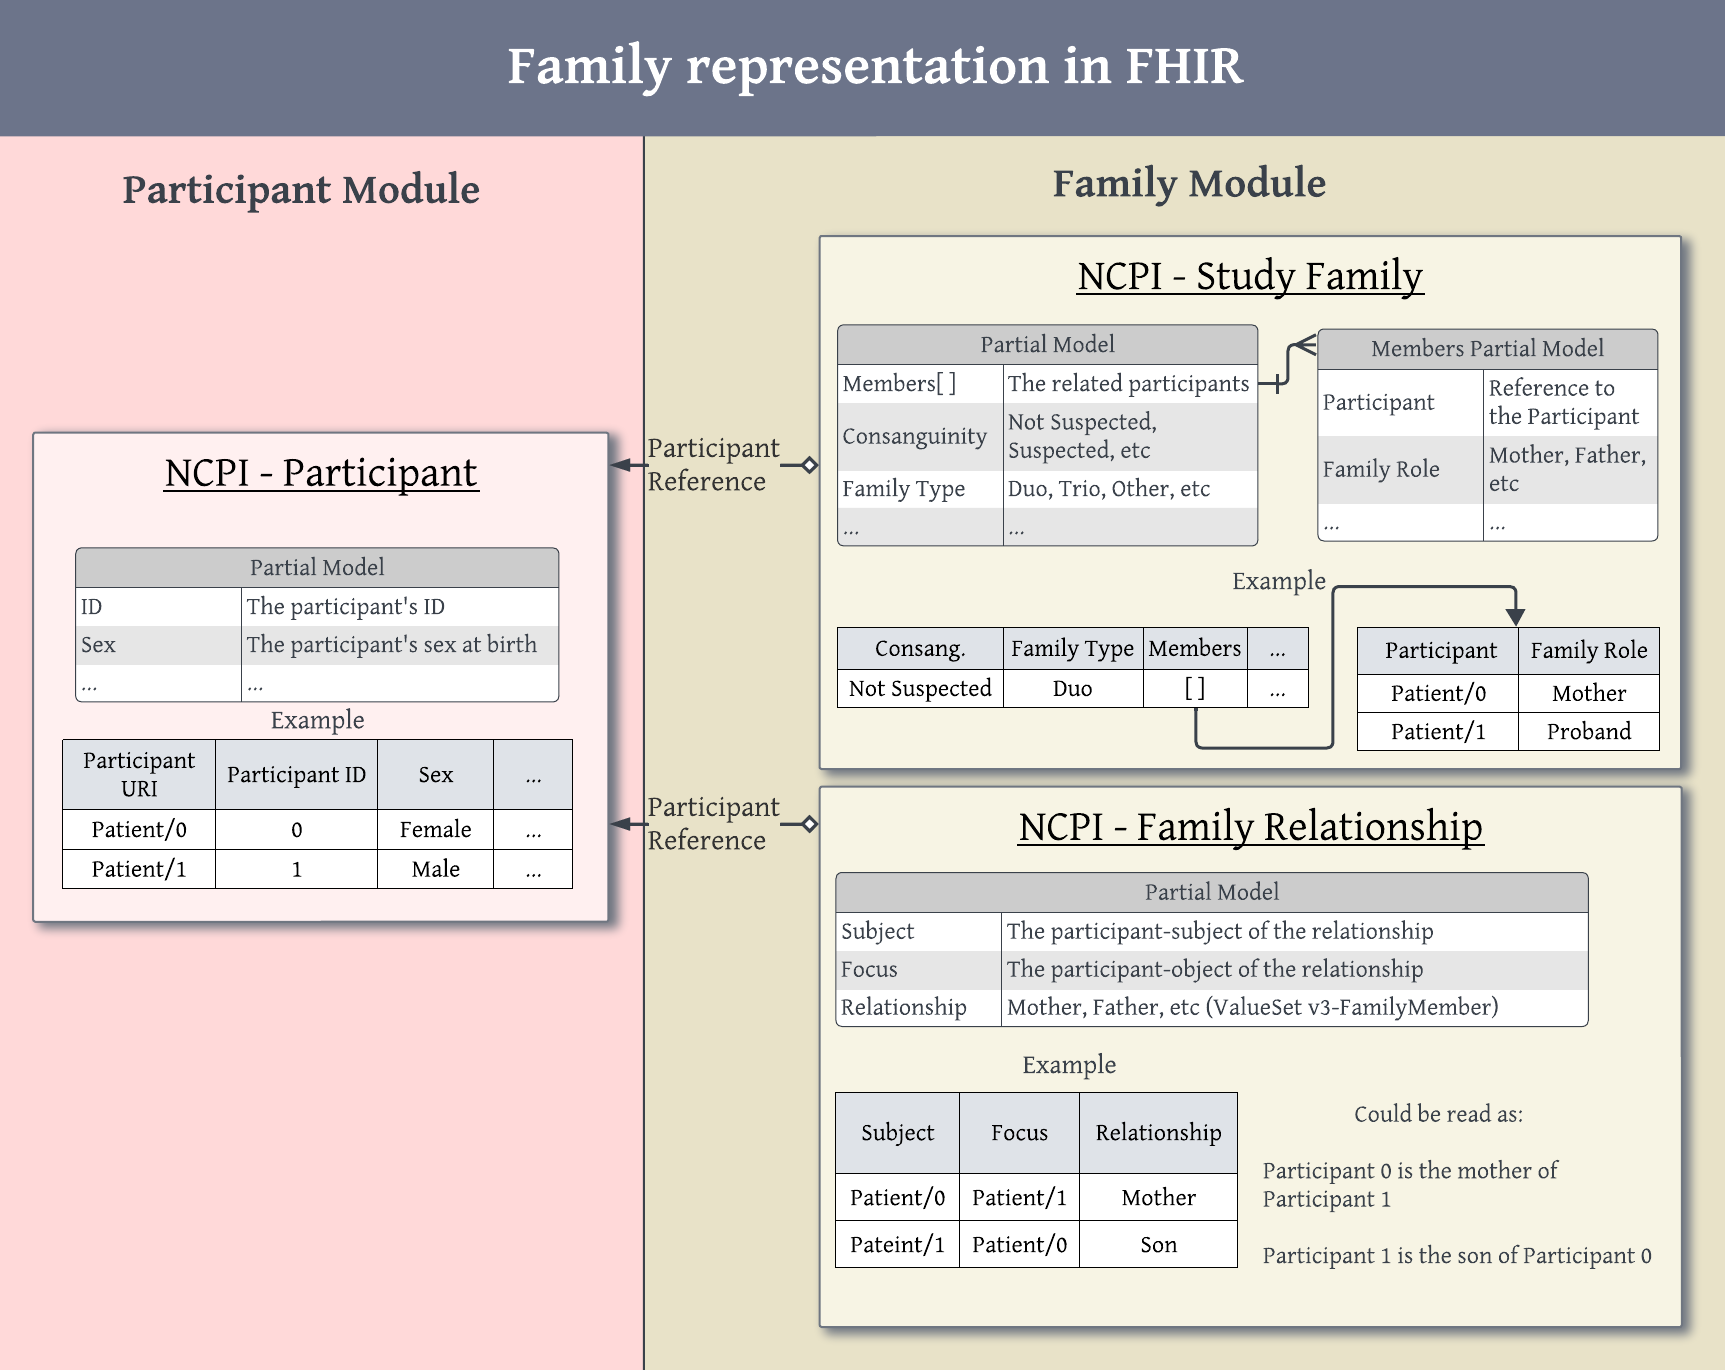 Family representation in FHIR
Participant Module
NCPI - Participant
Partial Model
ID The participant's ID
Sex The participant's sex at birth
... ...
Example
Participant
URI Participant ID Sex ...
Patient/0 0 Female ...
Patient/1 1 Male ...
Participant
Reference
Participant
Reference
Family Module
NCPI - Study Family
Partial Model
Members[ ] The related participants
Consanguinity Not Suspected,
Suspected, etc
Family Type Duo, Trio, Other, etc
... ...
Members Partial Model
Participant Reference to
the Participant
Family Role Mother, Father,
etc
... ...
Example
Consang. Family Type Members ...
Not Suspected Duo [ ] ...
Participant Family Role
Patient/0 Mother
Patient/1 Proband
NCPI - Family Relationship
Partial Model
Subject The participant-subject of the relationship
Focus The participant-object of the relationship
Relationship Mother, Father, etc (ValueSet v3-FamilyMember)
Example
Subject Focus Relationship
Patient/0 Patient/1 Mother
Pateint/1 Patient/0 Son
Could be read as:
Participant 0 is the mother of
Participant 1
Participant 1 is the son of Participant 0